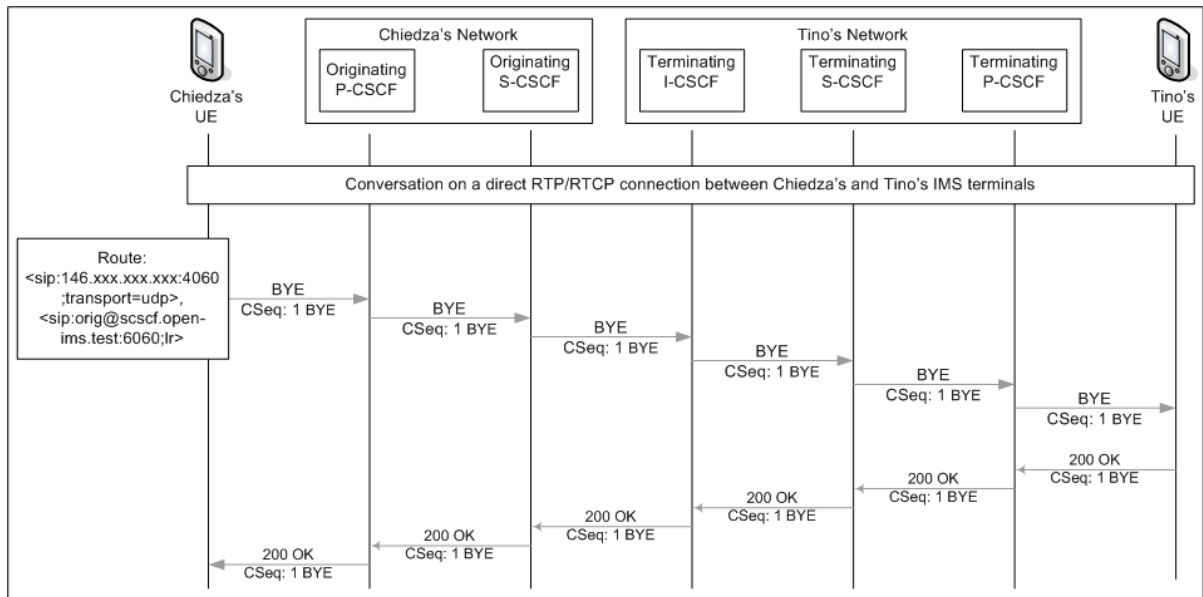 Chiedza's Network
Tino's Network
Originating
P-CSCF
Originating
S-CSCF
Terminating
I-CSCF
Terminating
S-CSCF
Terminating
P-CSCF
Chiedza's
UE
Tino's
UE
Conversation on a direct RTP/RTCP connection between Chiedza's and Tino's IMS terminals
Route:
<sip:146.xxx.xxx.xxx:4060
;transport=udp>,
<sip:orig@scscf.open-
ims.test:6060;lr>
BYE
CSeq: 1 BYE
BYE
CSeq: 1 BYE
BYE
CSeq: 1 BYE
BYE
CSeq: 1 BYE
BYE
CSeq: 1 BYE
BYE
CSeq: 1 BYE
200 OK
CSeq: 1 BYE
200 OK
CSeq: 1 BYE
200 OK
CSeq: 1 BYE
200 OK
CSeq: 1 BYE
200 OK
CSeq: 1 BYE
200 OK
CSeq: 1 BYE